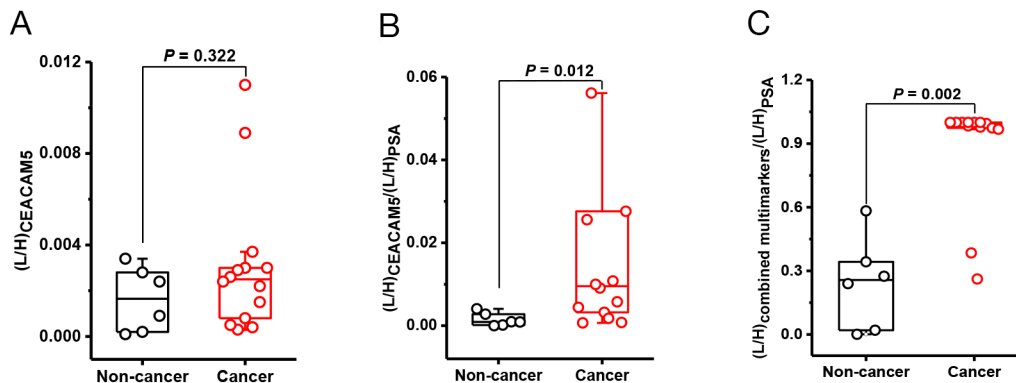 A
(L/H)CEACAM5
0.012
0.008
0.004
0.000
P = 0.322
Non-cancer
Cancer
B
(L/H)CEACAM5/(L/H)PSA
0.06
0.04
0.02
0.00
P = 0.012
Non-cancer
Cancer
C
(L/H)combined multimarkers/(L/H)PSA
1.2
0.9
0.6
0.3
0.0
P = 0.002
Non-cancer
Cancer